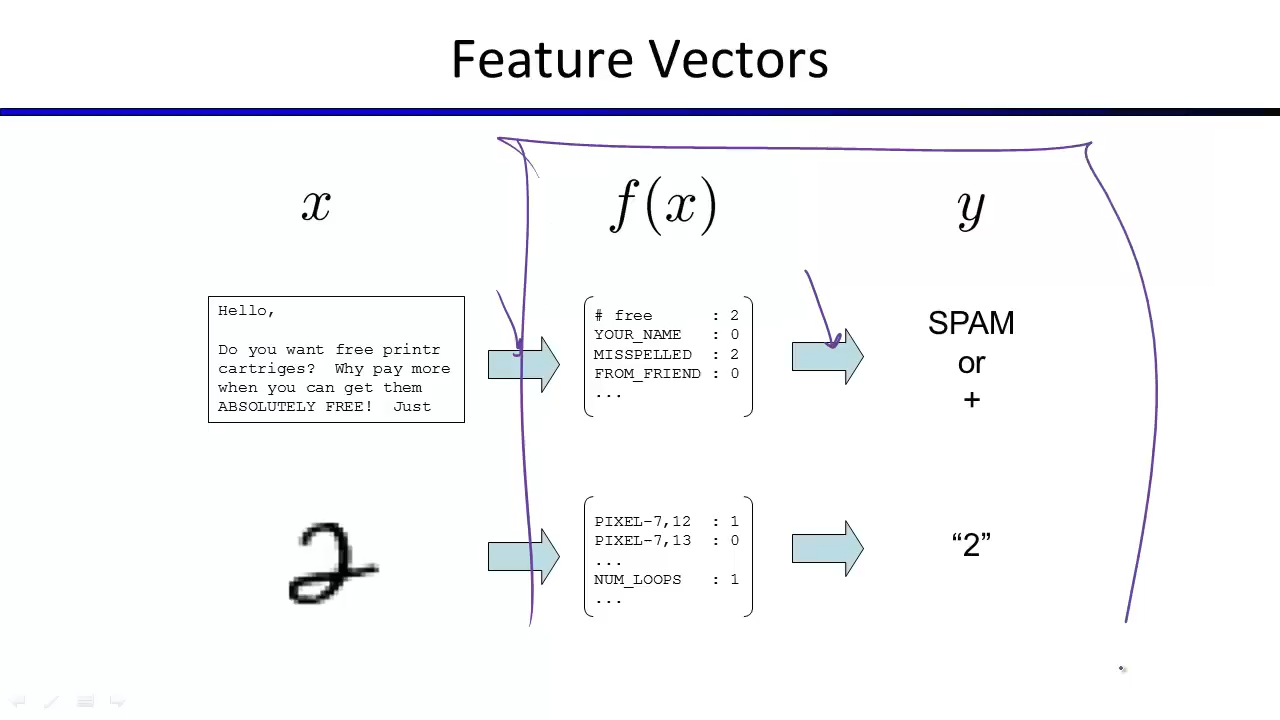 Feature Vectors
x
f(x)
y
Hello,
Do you want free printr
cartriges? Why pay more
when you can get them
ABSOLUTELY FREE! Just
# free : 2
YOUR_NAME : 0
MISSPELLED : 2
FROM_FRIEND : 0
...
SPAM
or
+
2
PIXEL-7,12 : 1
PIXEL-7,13 : 0
...
NUM_LOOPS : 1
...
“2”